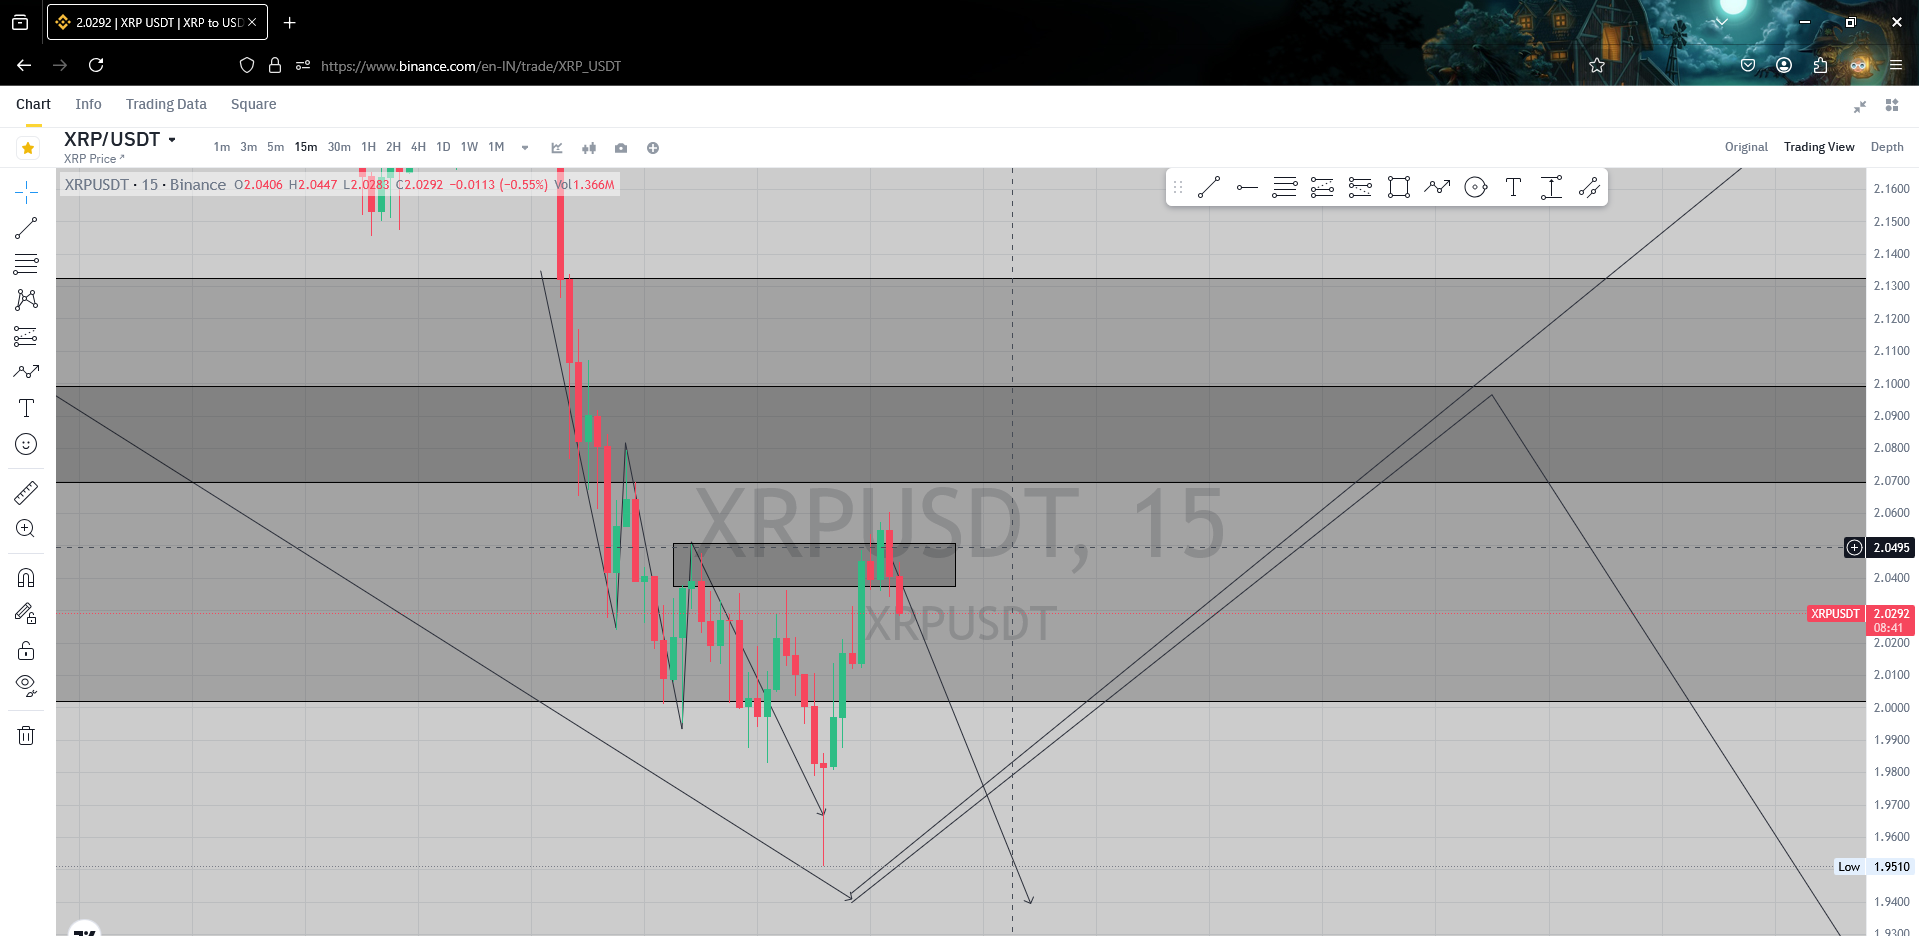 2.0292 | XRP USDT | XRP to USD
https://www.binance.com/en-IN/trade/XRP_USDT
Chart Info Trading Data Square
XRP/USDT
XRP Price
1m 3m 5m 15m 30m 1H 2H 4H 1D 1W 1M
Original Trading View Depth
XRPUSDT · 15 · Binance O2.0406 H2.0447 L2.0283 C2.0292 −0.0113 (−0.55%) Vol1.366M
2.1600
2.1500
2.1400
2.1300
2.1200
2.1100
2.1000
2.0900
2.0800
2.0700
XRPUSDT, 15
2.0600
2.0495
2.0400
XRPUSDT
XRPUSDT 2.0292
08:41
2.0200
2.0100
2.0000
1.9900
1.9800
1.9700
1.9600
Low 1.9510
1.9400
1.9300